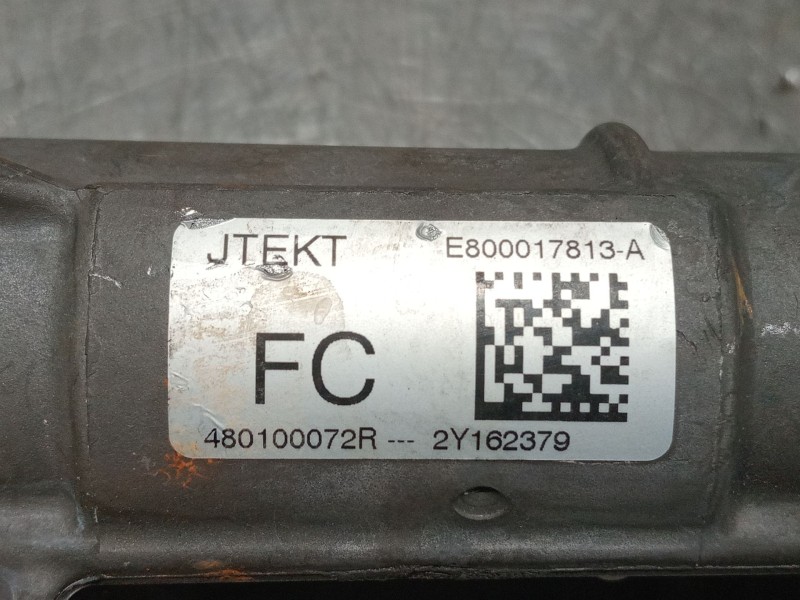 JTEKT E800017813-A
FC
480100072R --- 2Y162379